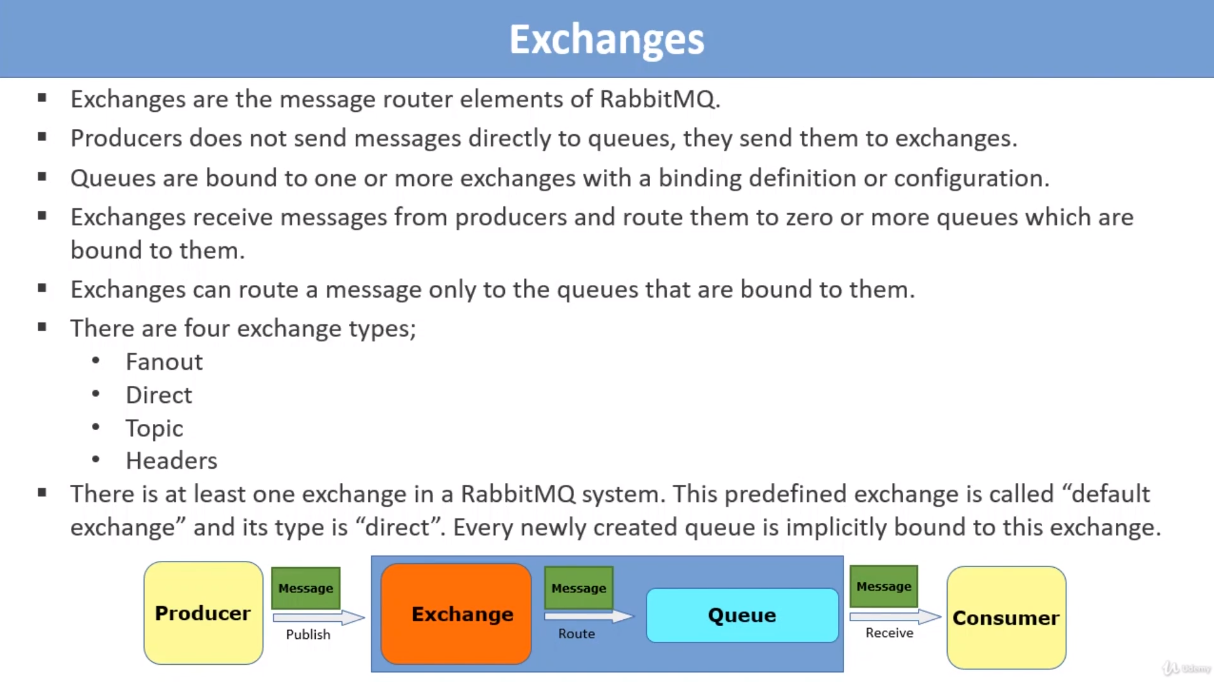 Exchanges
▪ Exchanges are the message router elements of RabbitMQ.
▪ Producers does not send messages directly to queues, they send them to exchanges.
▪ Queues are bound to one or more exchanges with a binding definition or configuration.
▪ Exchanges receive messages from producers and route them to zero or more queues which are
bound to them.
▪ Exchanges can route a message only to the queues that are bound to them.
▪ There are four exchange types;
• Fanout
• Direct
• Topic
• Headers
▪ There is at least one exchange in a RabbitMQ system. This predefined exchange is called “default
exchange” and its type is “direct”. Every newly created queue is implicitly bound to this exchange.
Producer
Message
Publish
Exchange
Message
Route
Queue
Message
Receive
Consumer
Udemy